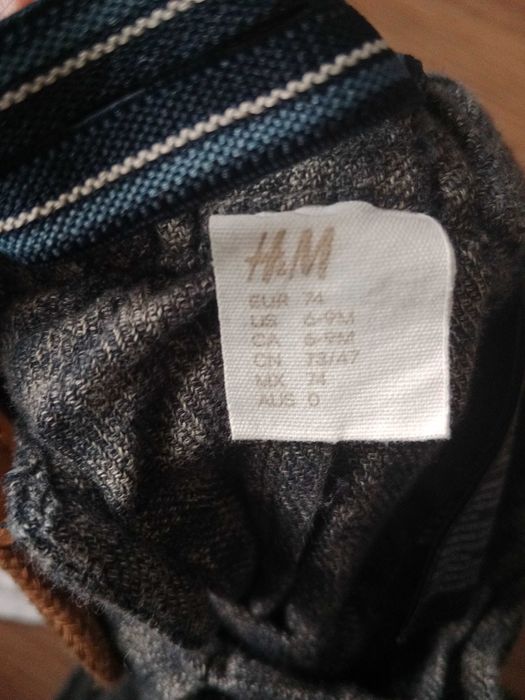 H&M
EUR 74
US 6-9M
CA 6-9M
CN 73/47
MX 74
AUS 0